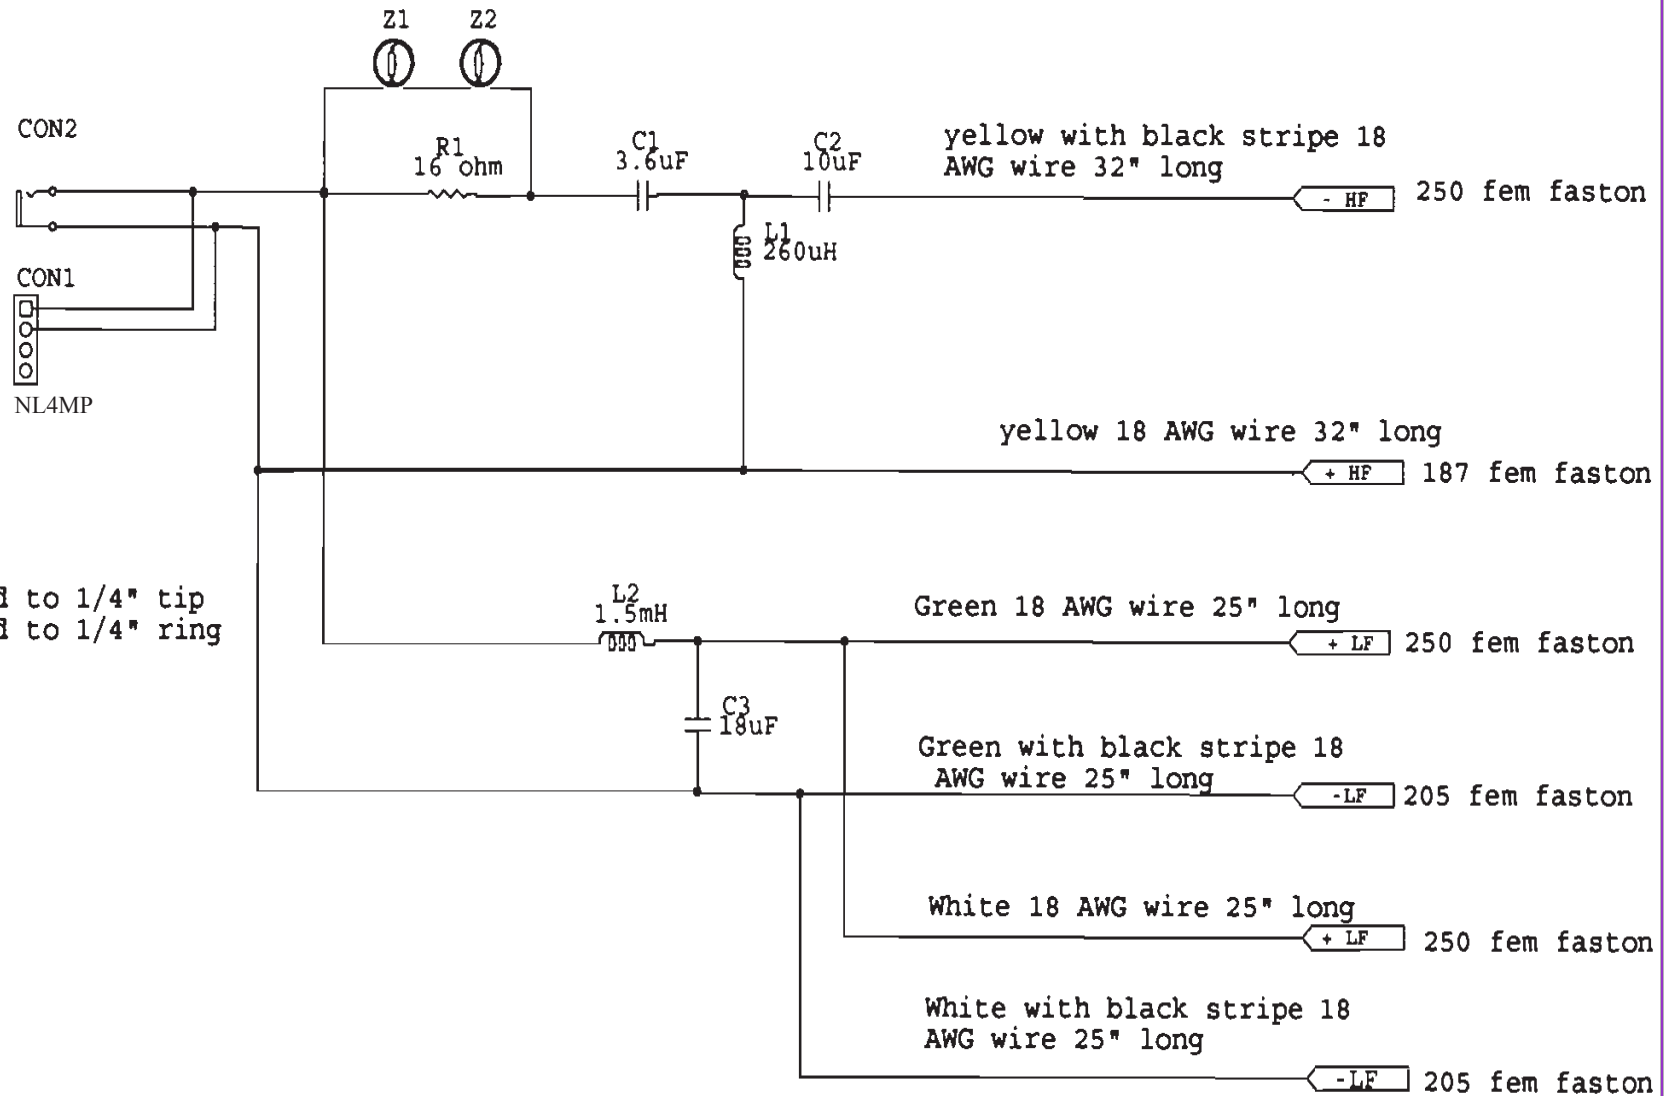 Z1 Z2
CON2
R1
16 ohm
C1
3.6uF
C2
10uF
yellow with black stripe 18
AWG wire 32" long
- HF
250 fem faston
L1
260uH
CON1
NL4MP
yellow 18 AWG wire 32" long
+ HF
187 fem faston
to 1/4" tip
to 1/4" ring
L2
1.5mH
Green 18 AWG wire 25" long
+ LF
250 fem faston
C3
18uF
Green with black stripe 18
AWG wire 25" long
-LF
205 fem faston
White 18 AWG wire 25" long
+ LF
250 fem faston
White with black stripe 18
AWG wire 25" long
-LF
205 fem faston